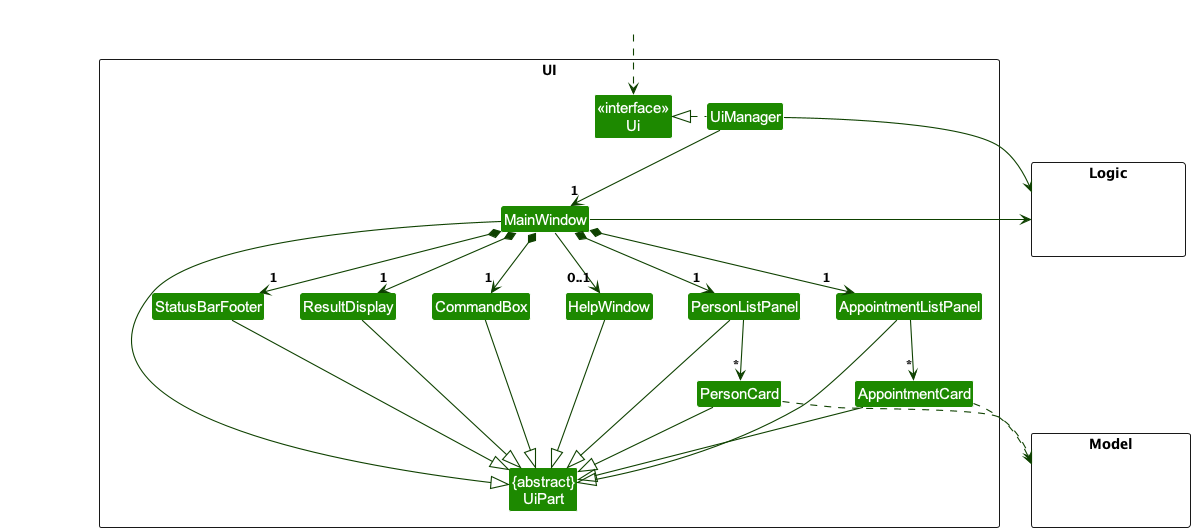 UI
«interface»
Ui
UiManager
Logic
1
MainWindow
1
1
1
0..1
1
1
StatusBarFooter
ResultDisplay
CommandBox
HelpWindow
PersonListPanel
AppointmentListPanel
*
*
PersonCard
AppointmentCard
Model
{abstract}
UiPart